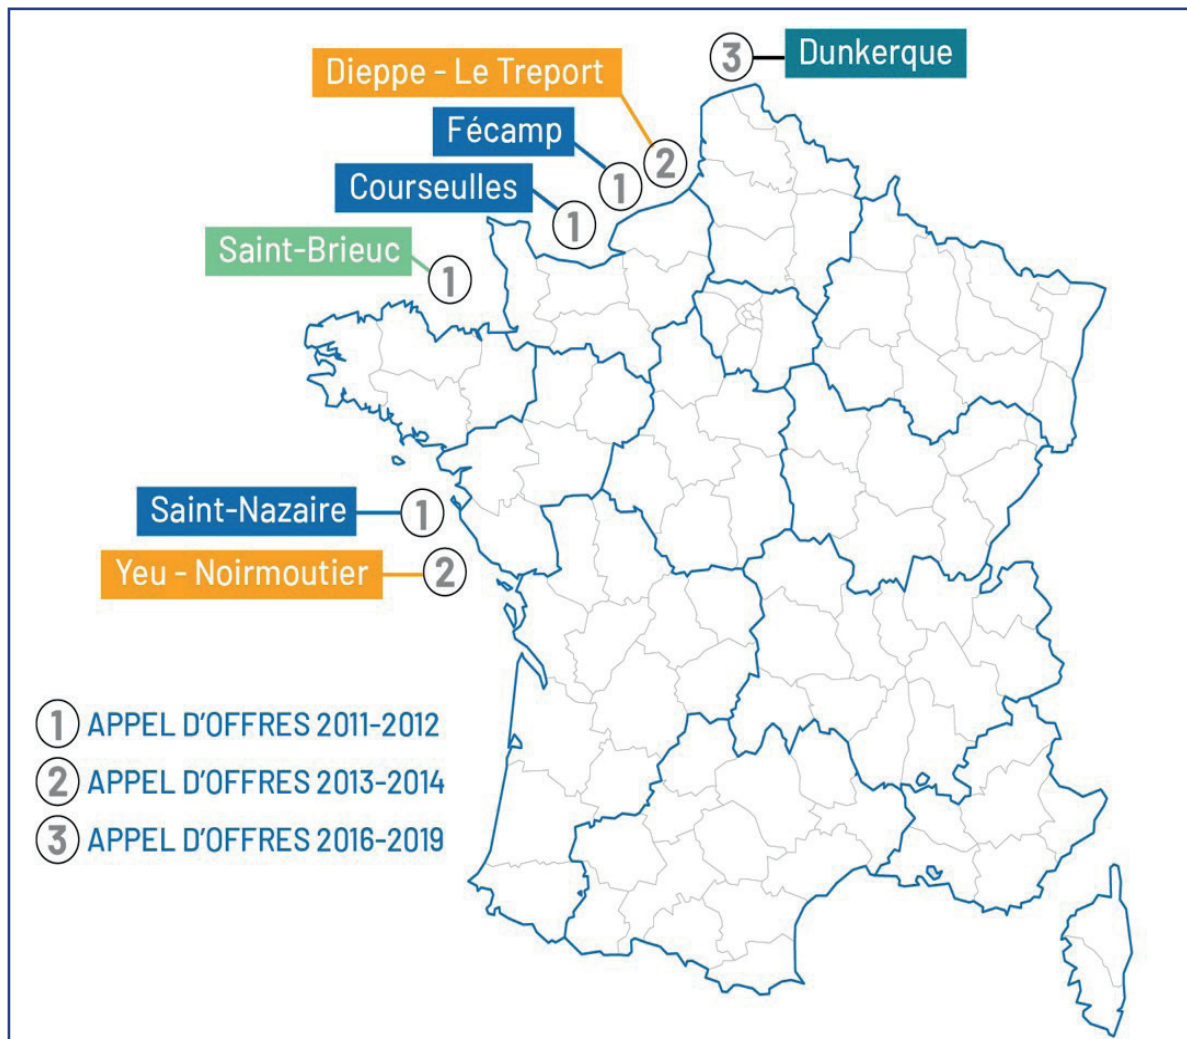 3 Dunkerque
Dieppe - Le Treport
2
Fécamp
1
Courseulles
1
Saint-Brieuc
1
Saint-Nazaire 1
Yeu - Noirmoutier 2
1 APPEL D'OFFRES 2011-2012
2 APPEL D'OFFRES 2013-2014
3 APPEL D'OFFRES 2016-2019